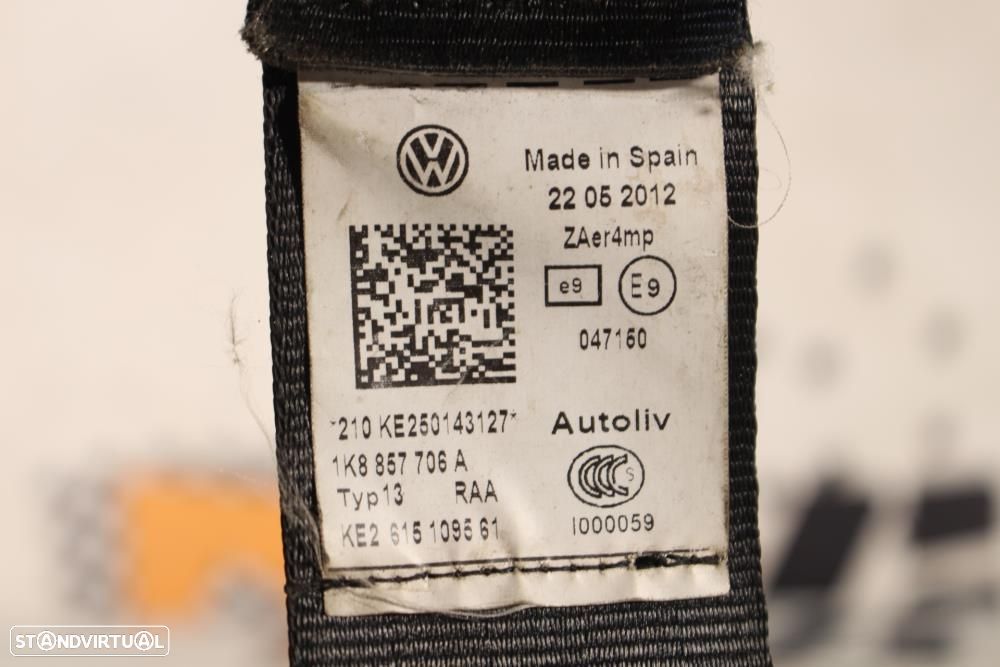 Made in Spain
22 05 2012
ZAer4mp
e9 E9
047160
*210 KE250143127*
Autoliv
1K8 857 706 A
Typ13 RAA
CCC S
KE2 615 1095 61
I000059
STANDVIRTUAL